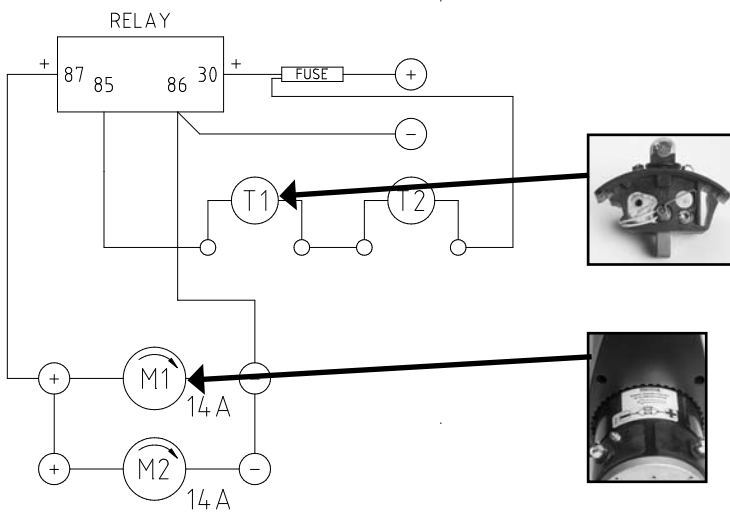 RELAY
+ 87 85 86 30 + FUSE +
-
T1 T2
+ M1
14A
+ M2 -
14A